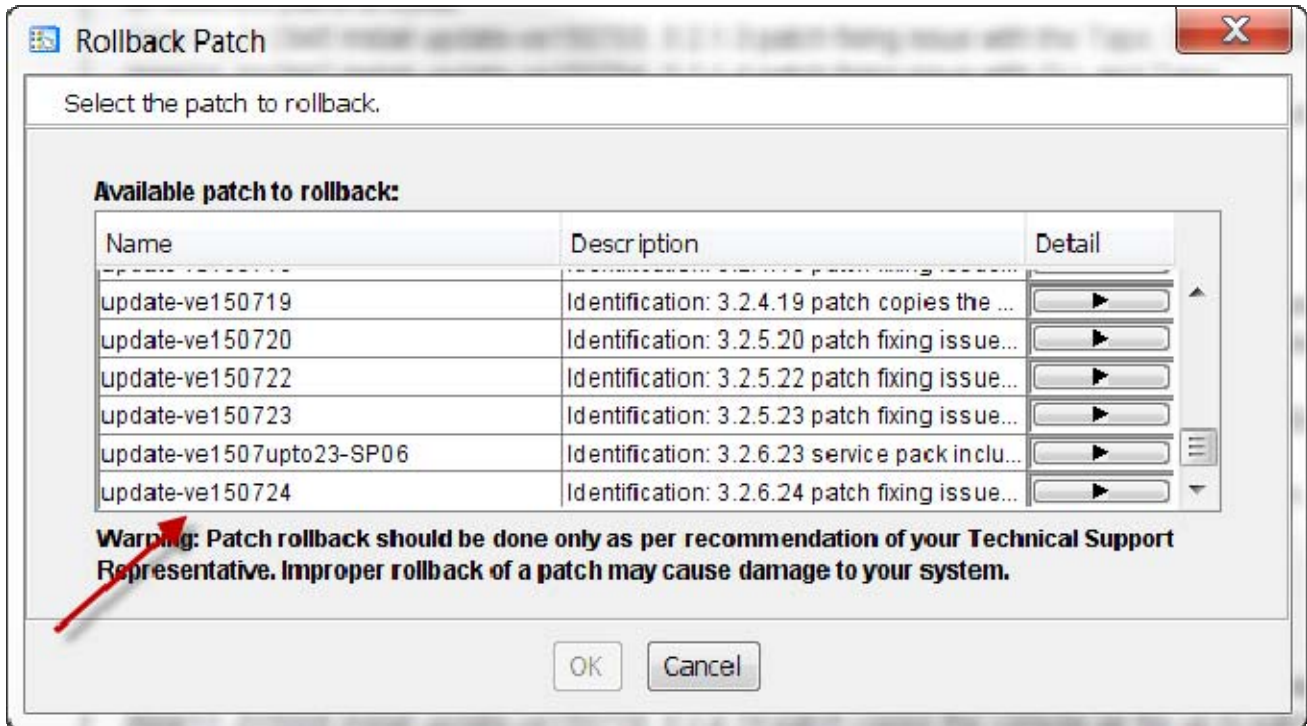 Rollback Patch
X
Select the patch to rollback.
Available patch to rollback:
Name Description Detail
update-ve150719 Identification: 3.2.4.19 patch copies the ...
update-ve150720 Identification: 3.2.5.20 patch fixing issue...
update-ve150722 Identification: 3.2.5.22 patch fixing issue...
update-ve150723 Identification: 3.2.5.23 patch fixing issue...
update-ve1507upto23-SP06 Identification: 3.2.6.23 service pack inclu...
update-ve150724 Identification: 3.2.6.24 patch fixing issue...
Warning: Patch rollback should be done only as per recommendation of your Technical Support
Representative. Improper rollback of a patch may cause damage to your system.
OK Cancel